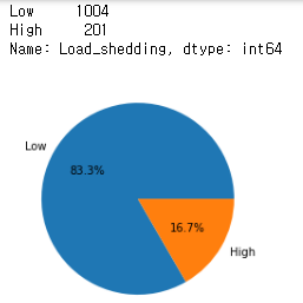 Low 1004
High 201
Name: Load_shedding, dtype: int64
Low
83.3%
16.7%
High